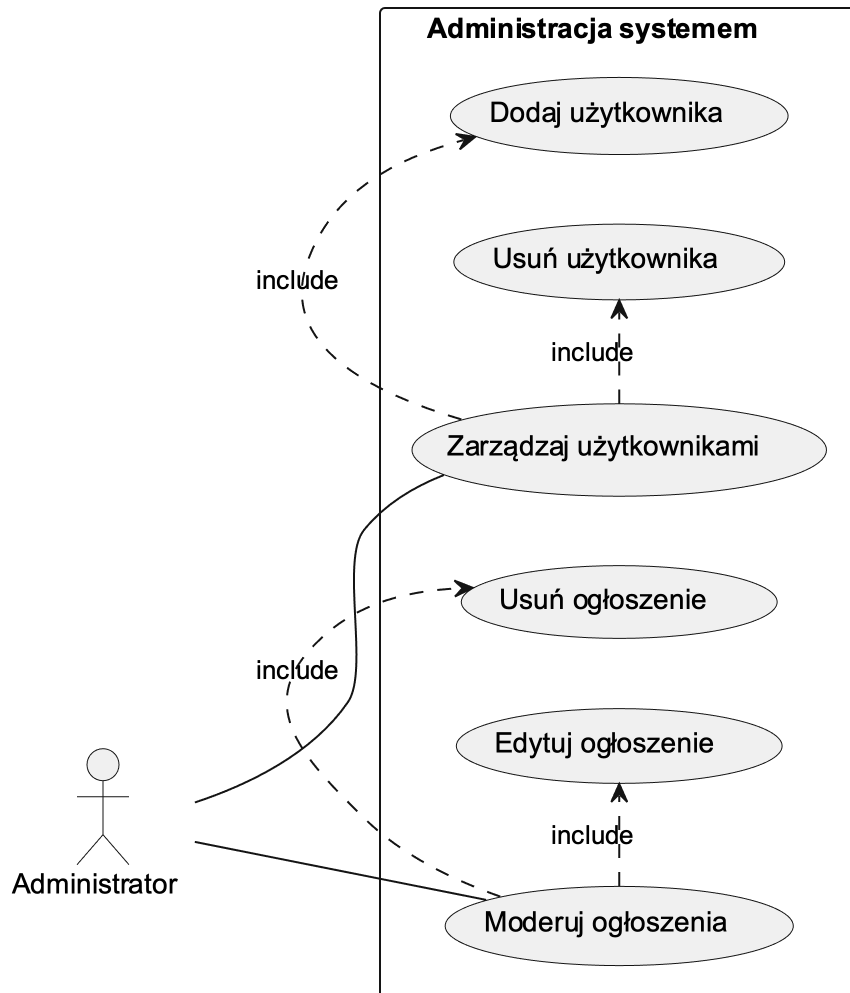 Administracja systemem
Dodaj użytkownika
Usuń użytkownika
include
include
Zarządzaj użytkownikami
Usuń ogłoszenie
include
Edytuj ogłoszenie
include
Administrator
Moderuj ogłoszenia